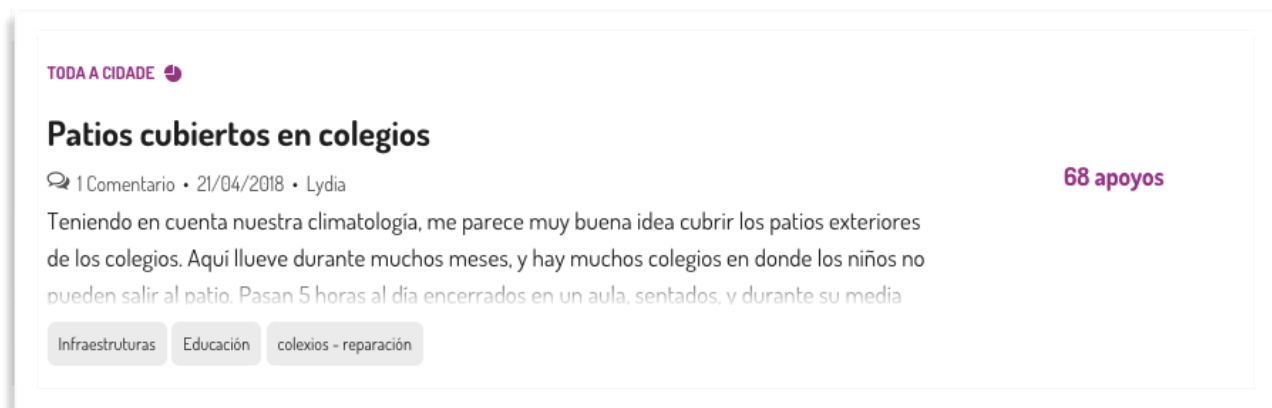 TODA A CIDADE
Patios cubiertos en colegios
1 Comentario • 21/04/2018 • Lydia
68 apoyos
Teniendo en cuenta nuestra climatología, me parece muy buena idea cubrir los patios exteriores
de los colegios. Aquí llueve durante muchos meses, y hay muchos colegios en donde los niños no
pueden salir al patio. Pasan 5 horas al día encerrados en un aula, sentados, y durante su media
Infraestruturas Educación colexios - reparación